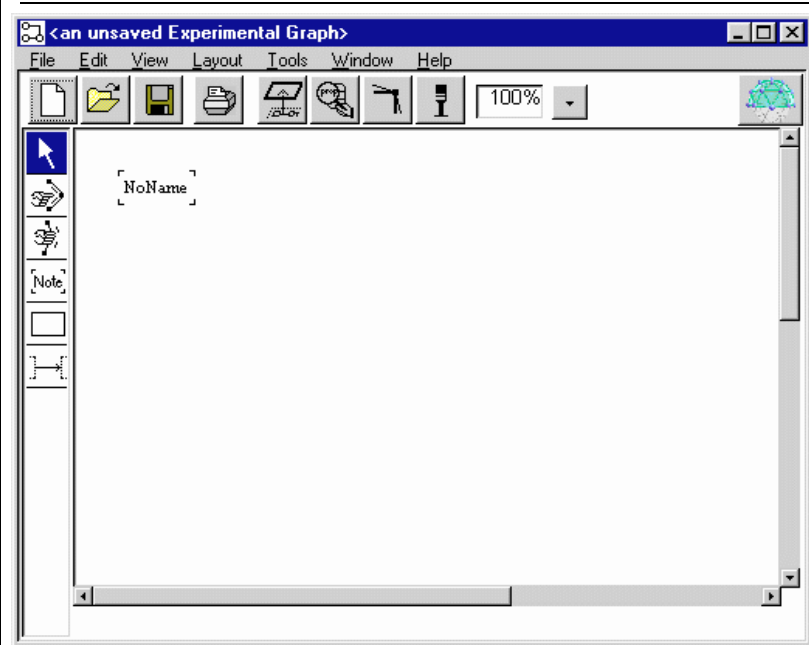 <an unsaved Experimental Graph>
File Edit View Layout Tools Window Help
100%
NoName
Note